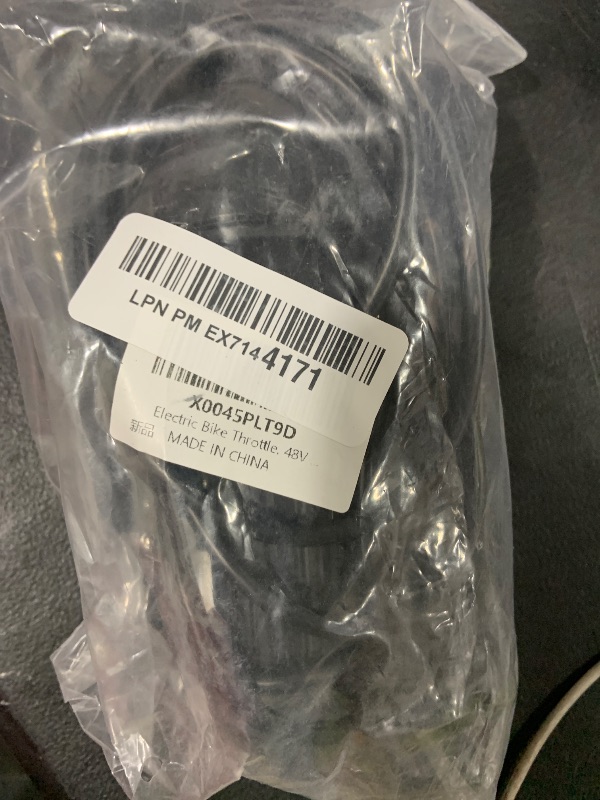 LPN PM EX7144171
X0045PLT9D
Electric Bike Throttle, 48V ...
新品 MADE IN CHINA